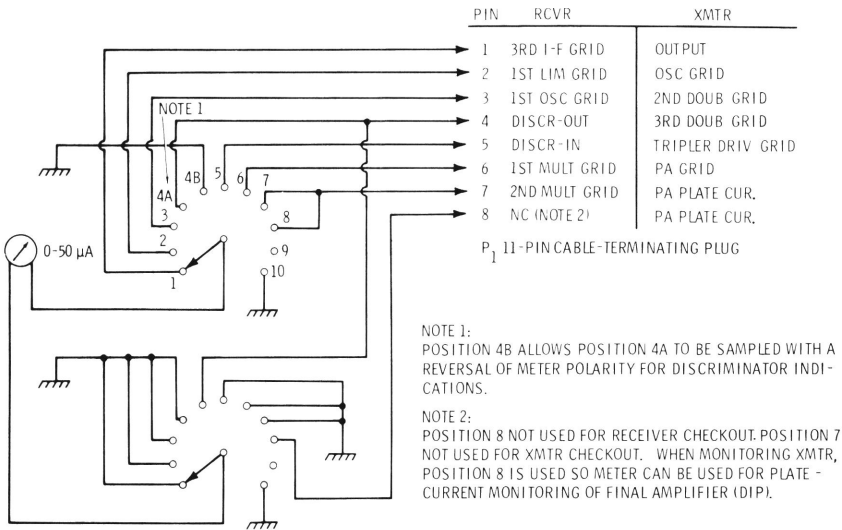 PIN RCVR XMTR
1 3RD I-F GRID OUTPUT
2 1ST LIM GRID OSC GRID
3 1ST OSC GRID 2ND DOUB GRID
4 DISCR-OUT 3RD DOUB GRID
5 DISCR-IN TRIPLER DRIV GRID
6 1ST MULT GRID PA GRID
7 2ND MULT GRID PA PLATE CUR.
8 NC (NOTE 2) PA PLATE CUR.
P1 11-PIN CABLE-TERMINATING PLUG
NOTE 1
4A
4B
5
6
7
3
8
2
9
1
10
0-50 μA
NOTE 1:
POSITION 4B ALLOWS POSITION 4A TO BE SAMPLED WITH A
REVERSAL OF METER POLARITY FOR DISCRIMINATOR INDI-
CATIONS.
NOTE 2:
POSITION 8 NOT USED FOR RECEIVER CHECKOUT. POSITION 7
NOT USED FOR XMTR CHECKOUT. WHEN MONITORING XMTR,
POSITION 8 IS USED SO METER CAN BE USED FOR PLATE -
CURRENT MONITORING OF FINAL AMPLIFIER (DIP).